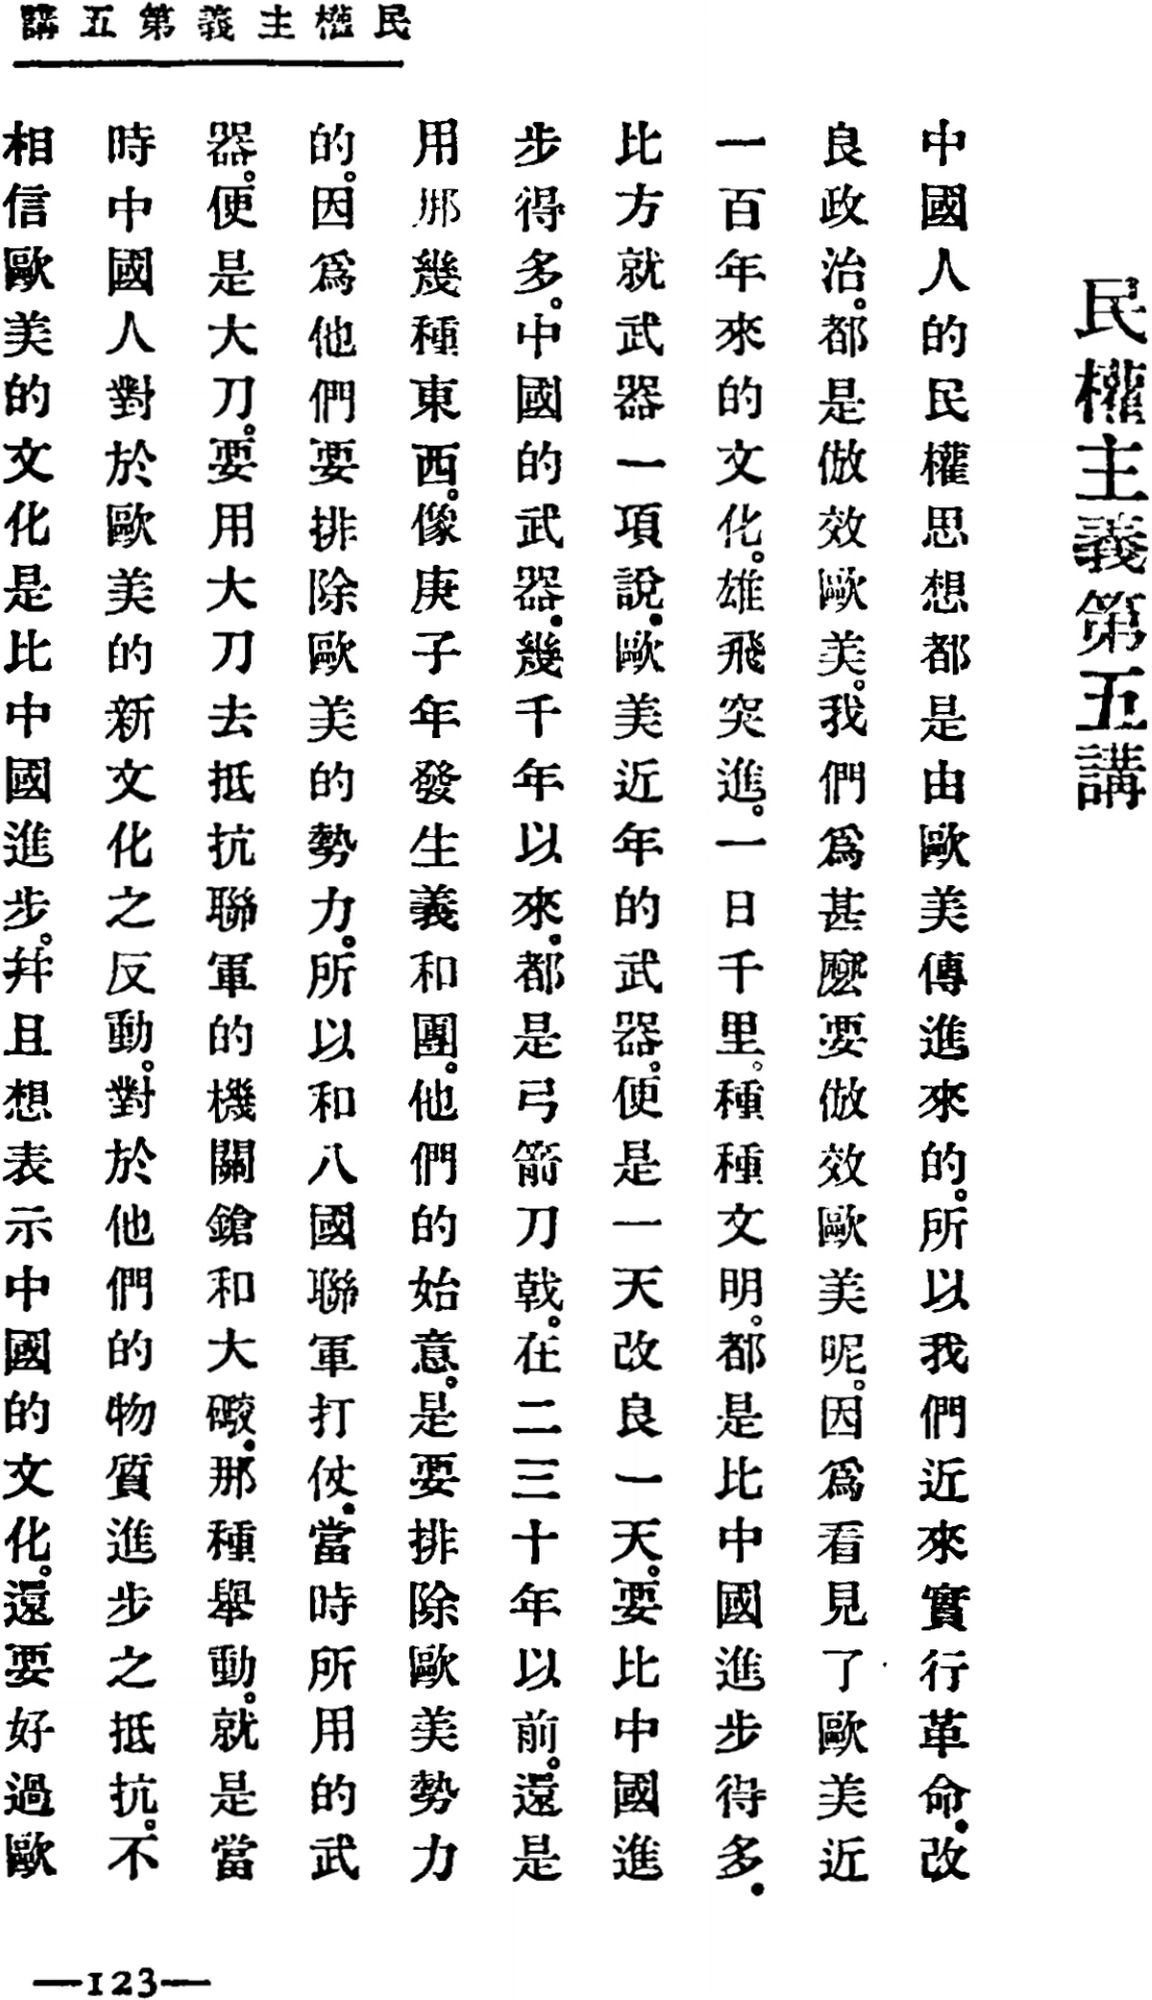 民權主義第五講
民權主義第五講
中國人的民權思想都是由歐美傳進來的。所以我們近來實行革命。改
良政治。都是倣效歐美。我們爲甚麼要倣效歐美呢。因爲看見了歐美近
一百年來的文化。雄飛突進。一日千里。種種文明。都是比中國進步得多。
比方就武器一項說。歐美近年的武器。便是一天改良一天。要比中國進
步得多。中國的武器。幾千年以來。都是弓箭刀戟。在二三十年以前。還是
用那幾種東西。像庚子年發生義和團。他們的始意。是要排除歐美勢力
的。因爲他們要排除歐美的勢力。所以和八國聯軍打仗。當時所用的武
器。便是大刀。要用大刀去抵抗聯軍的機關鎗和大礮。那種舉動。就是當
時中國人對於歐美的新文化之反動。對於他們的物質進步之抵抗。不
相信歐美的文化是比中國進步。幷且想表示中國的文化。還要好過歐
—123—